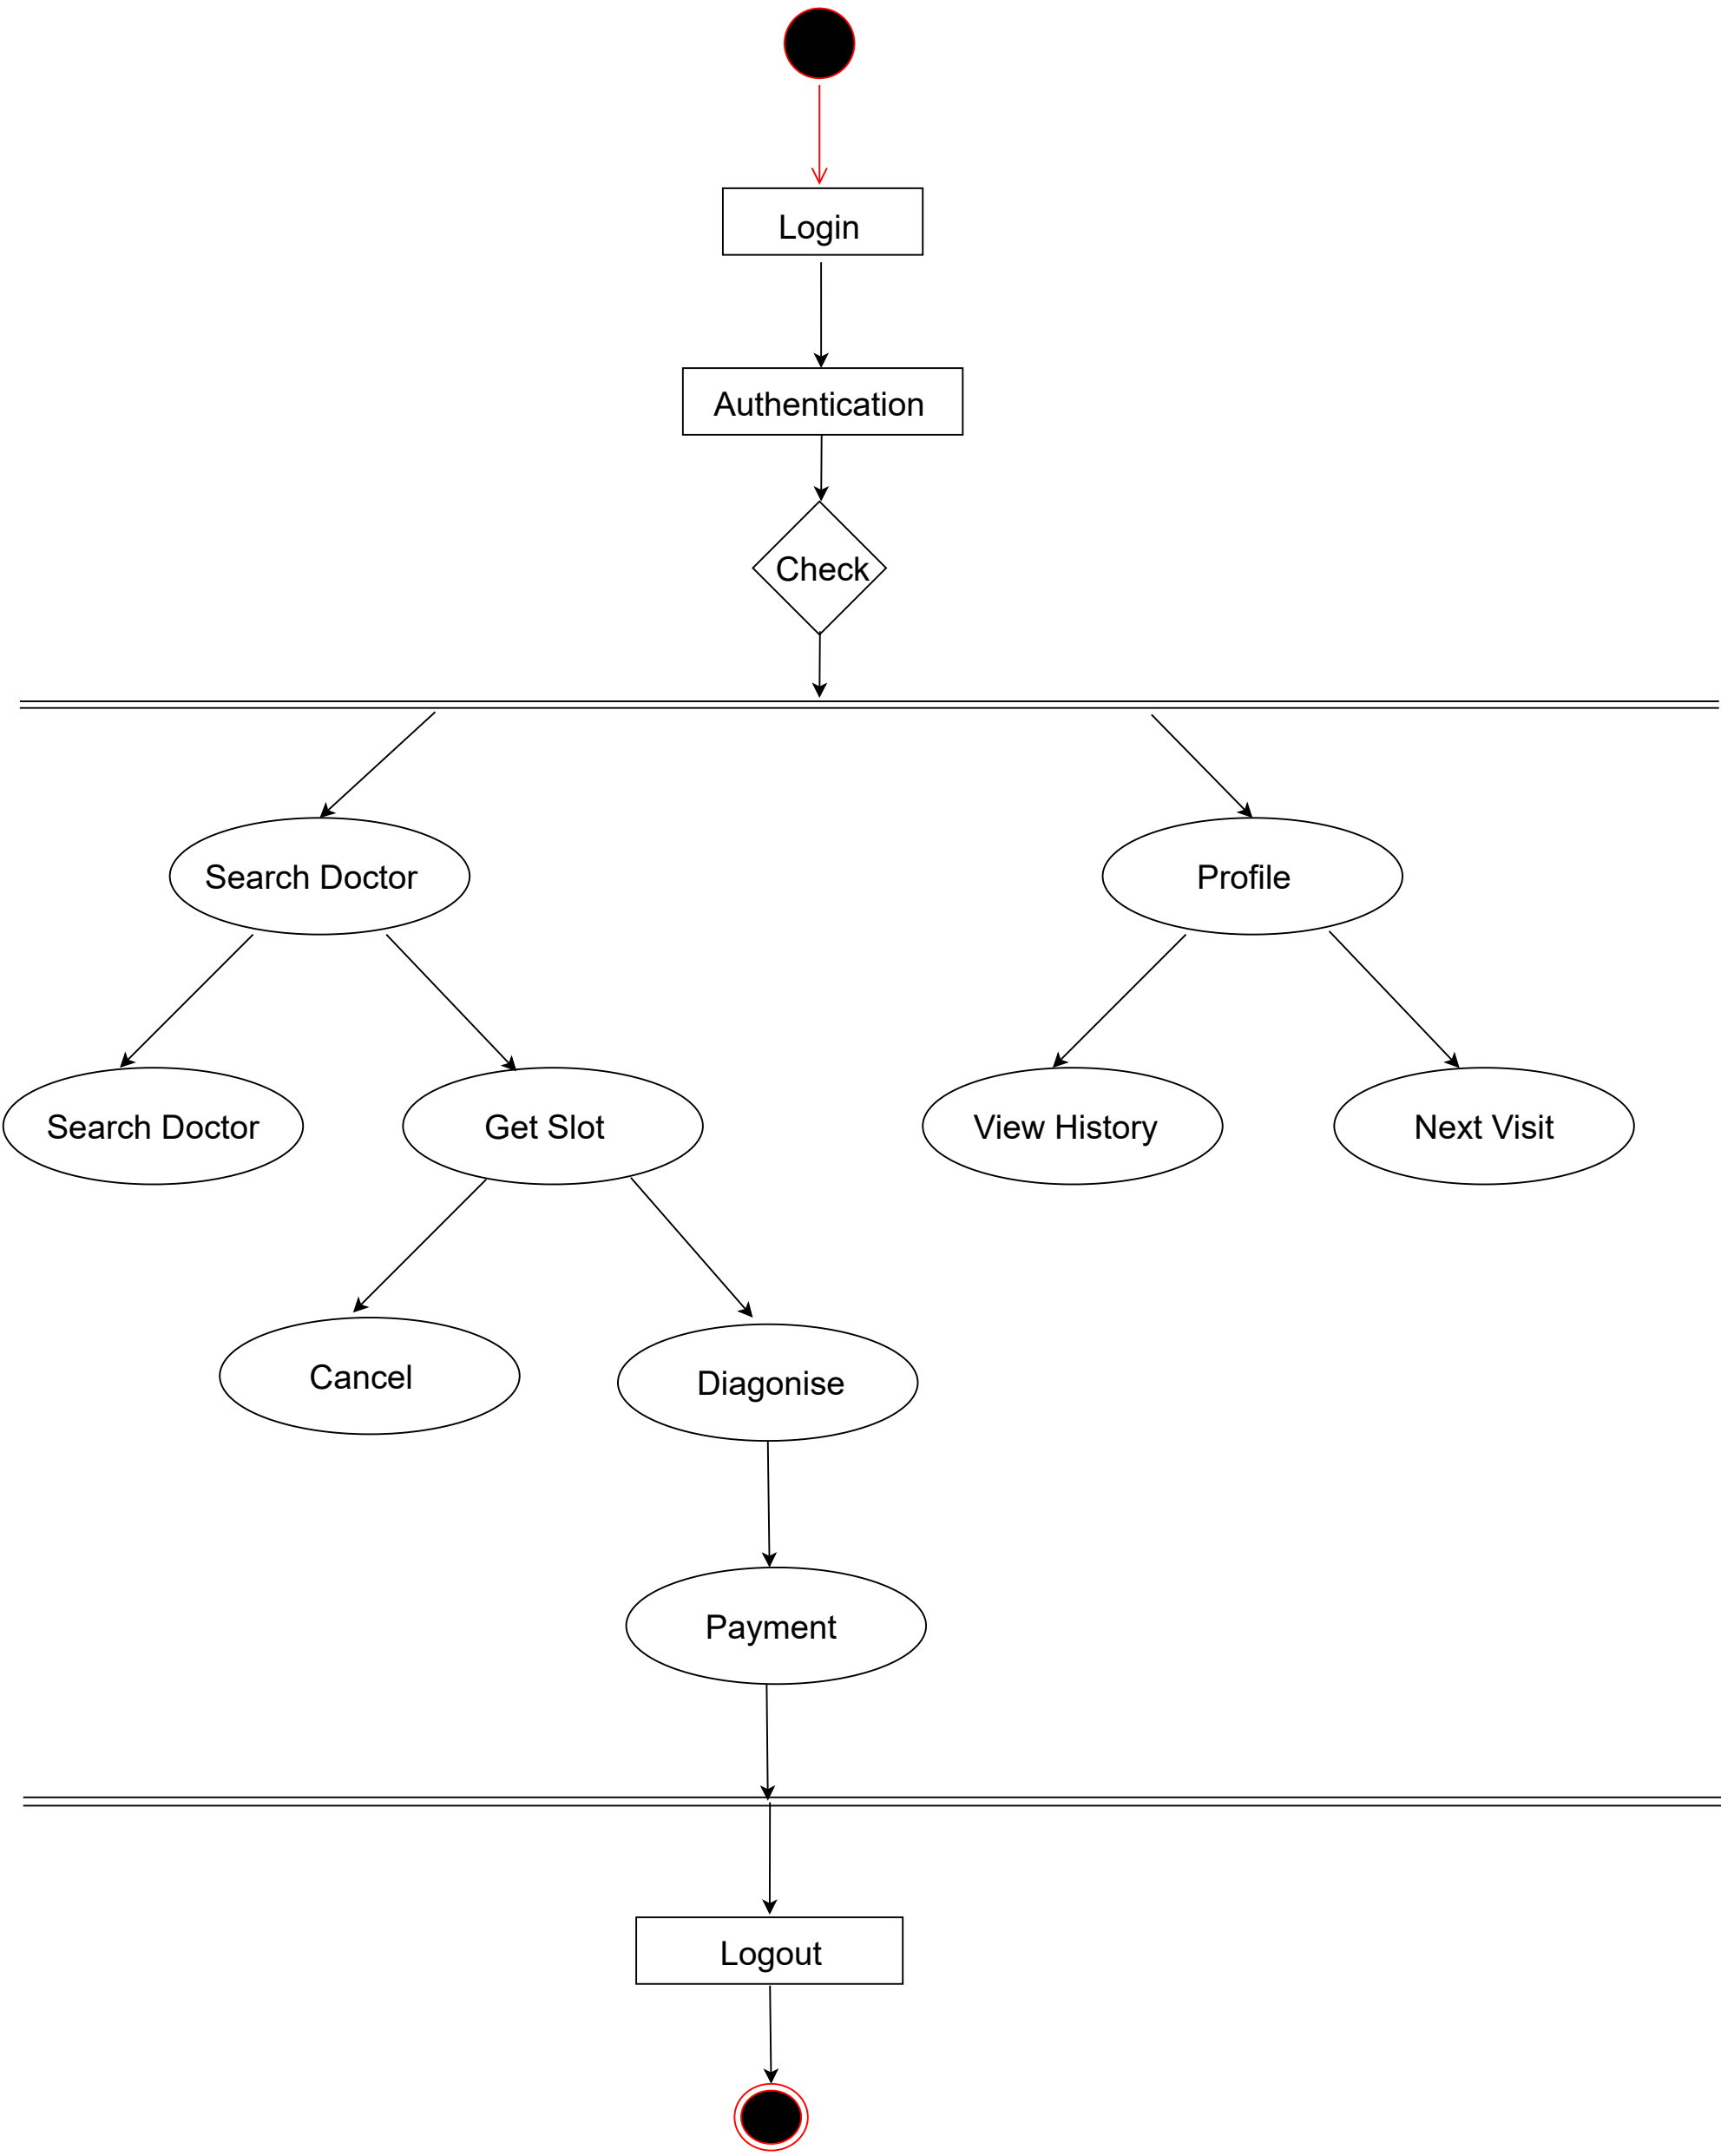 Login
Authentication
Check
Search Doctor
Profile
Search Doctor
Get Slot
View History
Next Visit
Cancel
Diagonise
Payment
Logout